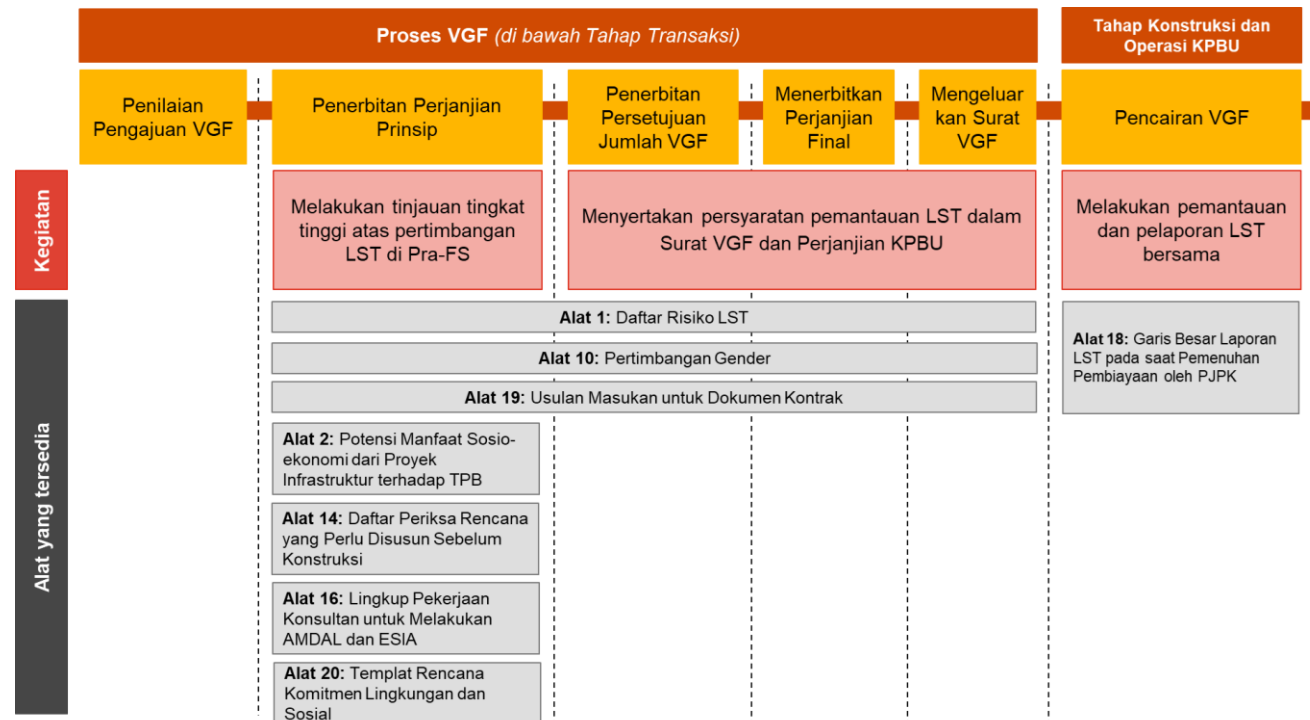 Proses VGF (di bawah Tahap Transaksi)
Tahap Konstruksi dan
Operasi KPBU
Penilaian
Pengajuan VGF
Penerbitan Perjanjian
Prinsip
Penerbitan
Persetujuan
Jumlah VGF
Menerbitkan
Perjanjian
Final
Mengeluar
kan Surat
VGF
Pencairan VGF
Kegiatan
Melakukan tinjauan tingkat
tinggi atas pertimbangan
LST di Pra-FS
Menyertakan persyaratan pemantauan LST dalam
Surat VGF dan Perjanjian KPBU
Melakukan pemantauan
dan pelaporan LST
bersama
Alat yang tersedia
Alat 1: Daftar Risiko LST
Alat 10: Pertimbangan Gender
Alat 19: Usulan Masukan untuk Dokumen Kontrak
Alat 18: Garis Besar Laporan
LST pada saat Pemenuhan
Pembiayaan oleh PJPK
Alat 2: Potensi Manfaat Sosio-
ekonomi dari Proyek
Infrastruktur terhadap TPB
Alat 14: Daftar Periksa Rencana
yang Perlu Disusun Sebelum
Konstruksi
Alat 16: Lingkup Pekerjaan
Konsultan untuk Melakukan
AMDAL dan ESIA
Alat 20: Templat Rencana
Komitmen Lingkungan dan
Sosial